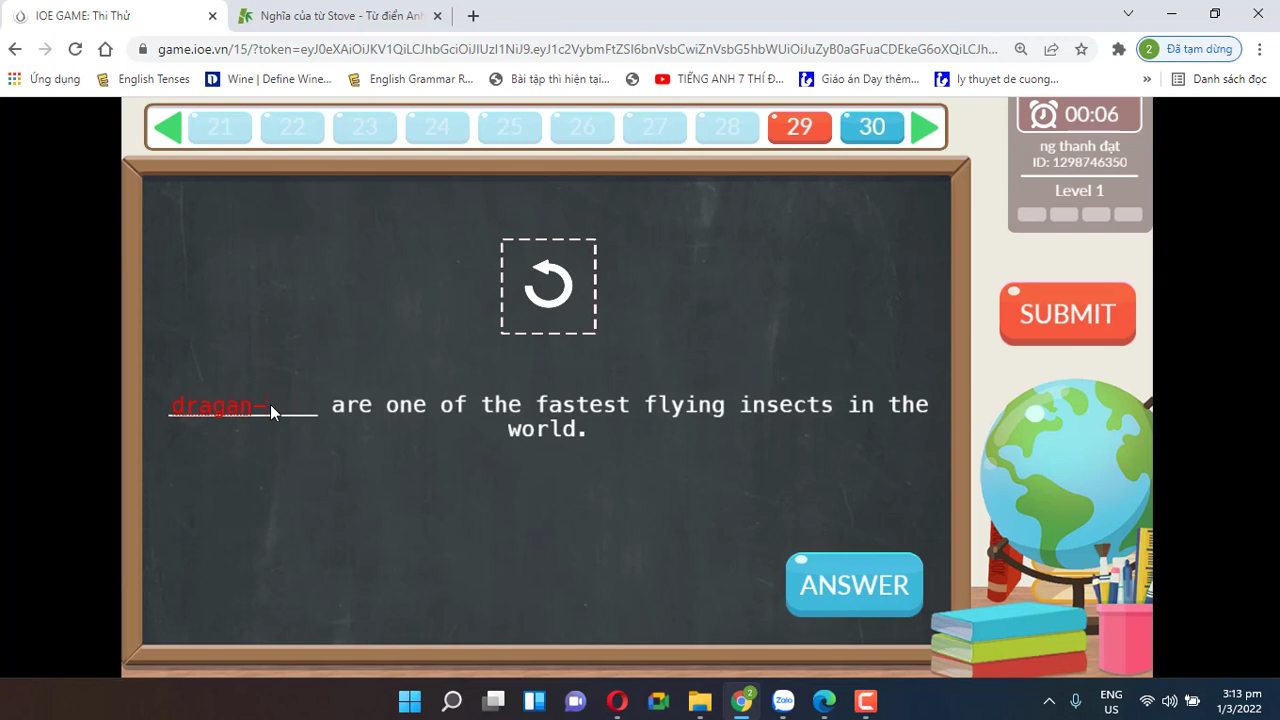 IOE GAME: Thi Thử
Nghĩa của từ Stove - Từ điển Anh
game.ioe.vn/15/?token=
2 Đã tạm dừng
Ứng dụng
English Tenses
Wine | Define Wine...
English Grammar R...
Bài tập thì hiện tại...
TIẾNG ANH 7 THÍ Đ...
Giáo án Dạy thêm...
ly thuyet de cuong...
»
Danh sách đọc
21 22 23 24 25 26 27 28 29 30
00:06
ng thanh đạt
ID: 1298746350
Level 1
SUBMIT
dragan- are one of the fastest flying insects in the
world.
ANSWER
2
Zalo
ENG
US
3:13 pm
1/3/2022